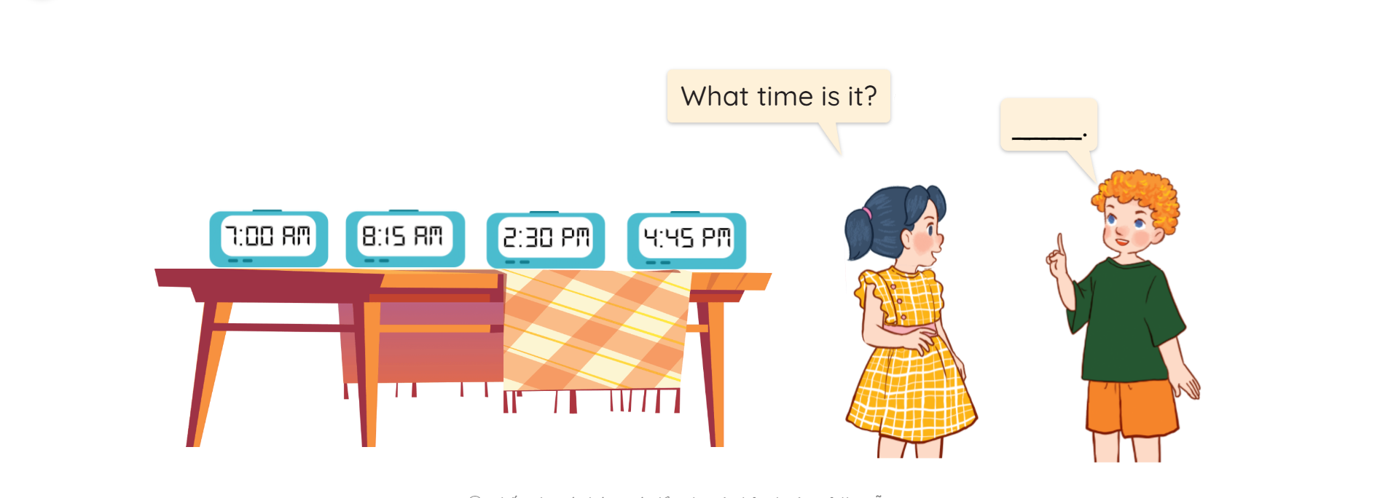 What time is it?
______.
7:00 AM
8:15 AM
2:30 PM
4:45 PM